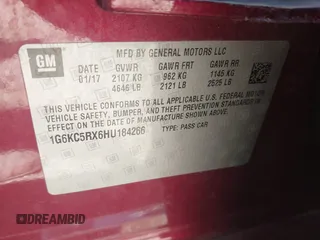 GM
MFD BY GENERAL MOTORS LLC
DATE GVWR GAWR FRT GAWR RR
01/17 2107 KG 962 KG 1145 KG
4646 LB 2121 LB 2525 LB
THIS VEHICLE CONFORMS TO ALL APPLICABLE U.S. FEDERAL MOTOR
VEHICLE SAFETY, BUMPER, AND THEFT PREVENTION STANDARDS
IN EFFECT ON THE DATE OF MANUFACTURE SHOWN ABOVE.
1G6KC5RX6HU184266 TYPE: PASS CAR
DREAMBID